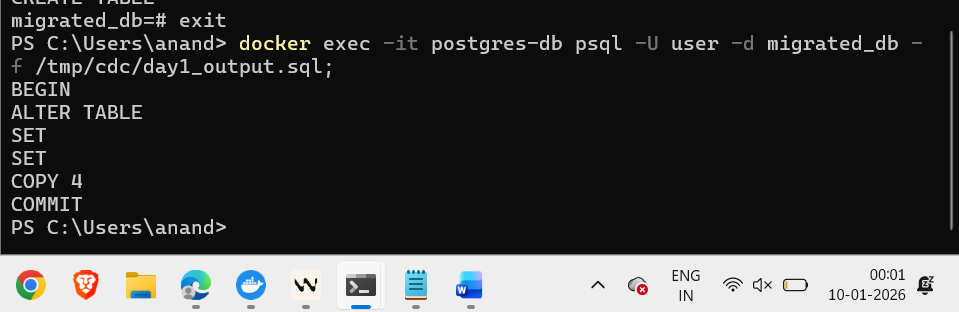 CREATE TABLE
migrated_db=# exit
PS C:\Users\anand> docker exec -it postgres-db psql -U user -d migrated_db -
f /tmp/cdc/day1_output.sql;
BEGIN
ALTER TABLE
SET
SET
COPY 4
COMMIT
PS C:\Users\anand>
ENG
IN
00:01
10-01-2026